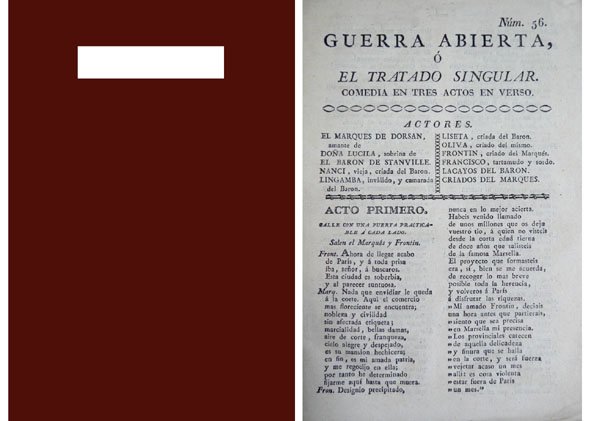 Núm. 56.
GUERRA ABIERTA,
Ó
EL TRATADO SINGULAR.
COMEDIA EN TRES ACTOS EN VERSO.
ACTORES.
EL MARQUES DE DORSAN,
amante de
DOÑA LUCILA, sobrina de
EL BARON DE STANVILLE.
NANCI, vieja, criada del Baron.
LINGAMBA, inválido, y camarada
del Baron.
LISETA, criada del Baron.
OLIVA, criado del mismo.
FRONTIN, criado del Marqués.
FRANCISCO, tartamudo y sordo.
LACAYOS DEL BARON.
CRIADOS DEL MARQUES.
ACTO PRIMERO.
CALLE CON UNA PUERTA PRACTICA-
BLE A CADA LADO.
Salen el Marqués y Frontin.
Front. Ahora de llegar acabo
de París, y á toda prisa
iba, señor, á buscaros.
Esta ciudad es soberbia,
y al parecer suntuosa.
Marq. Nada que envidiar le queda
á la corte. Aquí el comercio
mas floreciente se encuentra;
nobleza y civilidad
sin afectada etiqueta;
marcialidad, bellas damas,
aire de corte, franqueza,
cielo alegre y despejado,
es su mansion hechicera;
en fin, es mi amada patria,
y me regocijo en ella;
por tanto he determinado
fijarme aquí hasta que muera.
Fron. Designio precipitado,
nunca en lo mejor acierta.
Habeis venido llamado
de unos millones que os deja
vuestro tio, á quien no visteis
desde la corta edad tierna
de doce años que salisteis
de la famosa Marsella.
El proyecto que formasteis
era, sí, bien se me acuerda,
de recoger lo mas breve
posible toda la herencia,
y volveros á París
á disfrutar las riquezas.
"Mi amado Frontin, deciais
una hora antes que partierais,
"siento que sea precisa
"en Marsella mi presencia.
"Los provinciales carecen
"de aquella delicadeza
"y finura que se halla
"en la corte, y será fuerza
"vejetar acaso un mes
"allí: es cosa violenta
"estar fuera de París
"un mes."